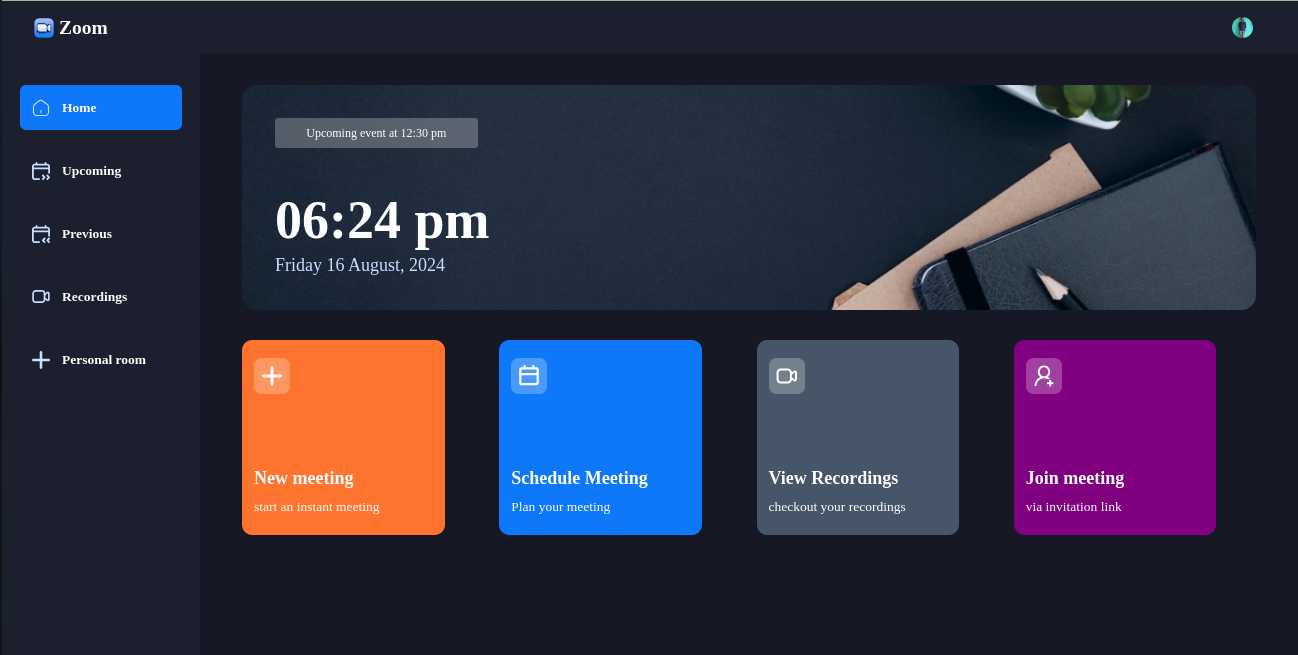 Zoom
Home
Upcoming
Previous
Recordings
Personal room
Upcoming event at 12:30 pm
06:24 pm
Friday 16 August, 2024
New meeting
start an instant meeting
Schedule Meeting
Plan your meeting
View Recordings
checkout your recordings
Join meeting
via invitation link